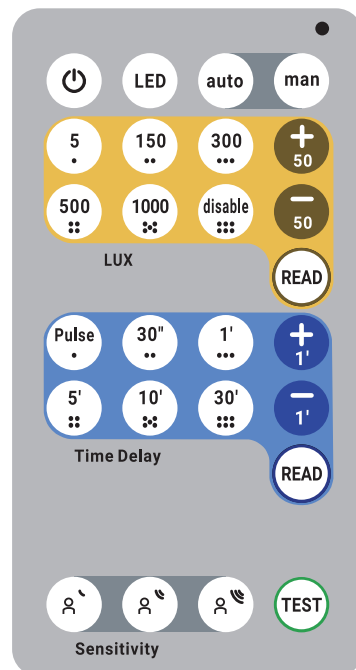 LED auto man
5 150 300 +
50
500 1000 disable −
50
LUX
READ
Pulse 30" 1' +
1'
5' 10' 30' −
1'
Time Delay
READ
TEST
Sensitivity